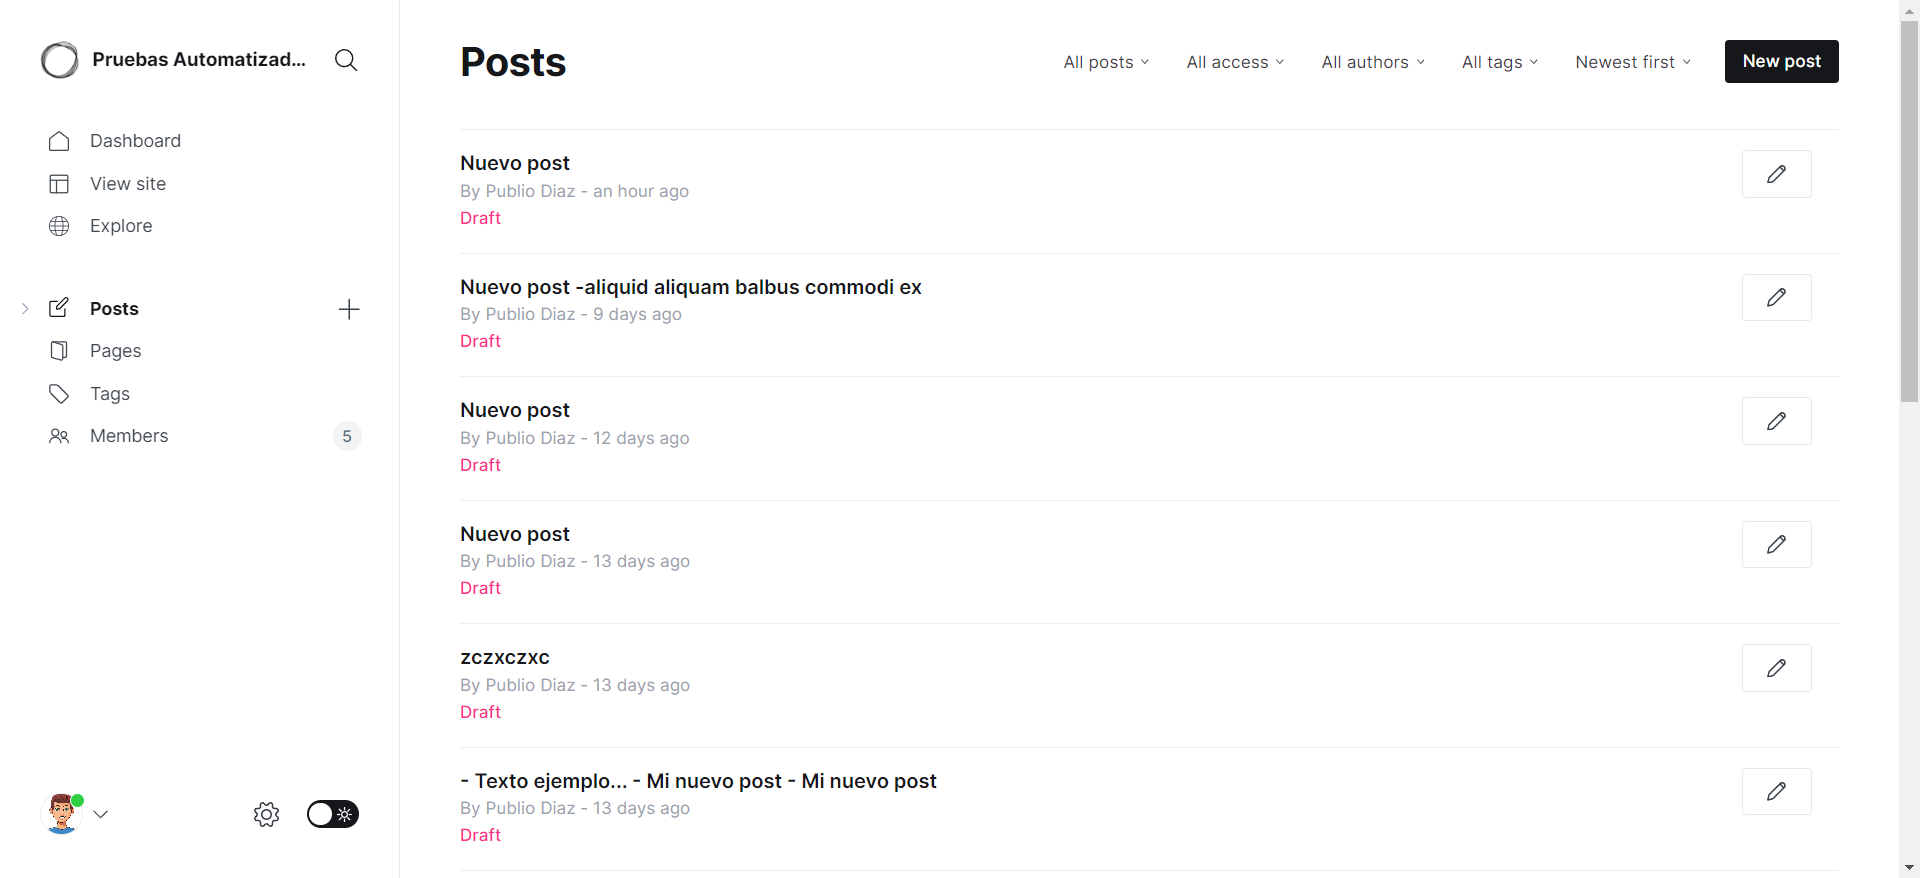 Pruebas Automatizad...
Dashboard
View site
Explore
Posts
Pages
Tags
Members
5
Posts
All posts
All access
All authors
All tags
Newest first
New post
Nuevo post
By Publio Diaz - an hour ago
Draft
Nuevo post -aliquid aliquam balbus commodi ex
By Publio Diaz - 9 days ago
Draft
Nuevo post
By Publio Diaz - 12 days ago
Draft
Nuevo post
By Publio Diaz - 13 days ago
Draft
zczxczxc
By Publio Diaz - 13 days ago
Draft
- Texto ejemplo... - Mi nuevo post - Mi nuevo post
By Publio Diaz - 13 days ago
Draft